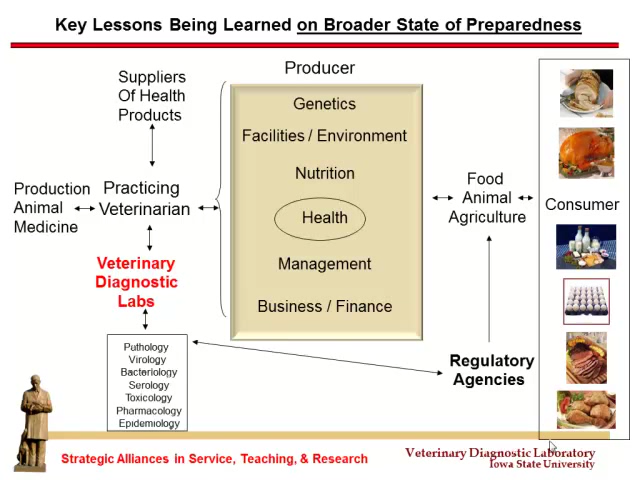 Key Lessons Being Learned on Broader State of Preparedness
Suppliers
Of Health
Products
Production
Animal
Medicine
Practicing
Veterinarian
Veterinary
Diagnostic
Labs
Pathology
Virology
Bacteriology
Serology
Toxicology
Pharmacology
Epidemiology
Producer
Genetics
Facilities / Environment
Nutrition
Health
Management
Business / Finance
Food
Animal
Agriculture
Regulatory
Agencies
Consumer
Strategic Alliances in Service, Teaching, & Research
Veterinary Diagnostic Laboratory
Iowa State University